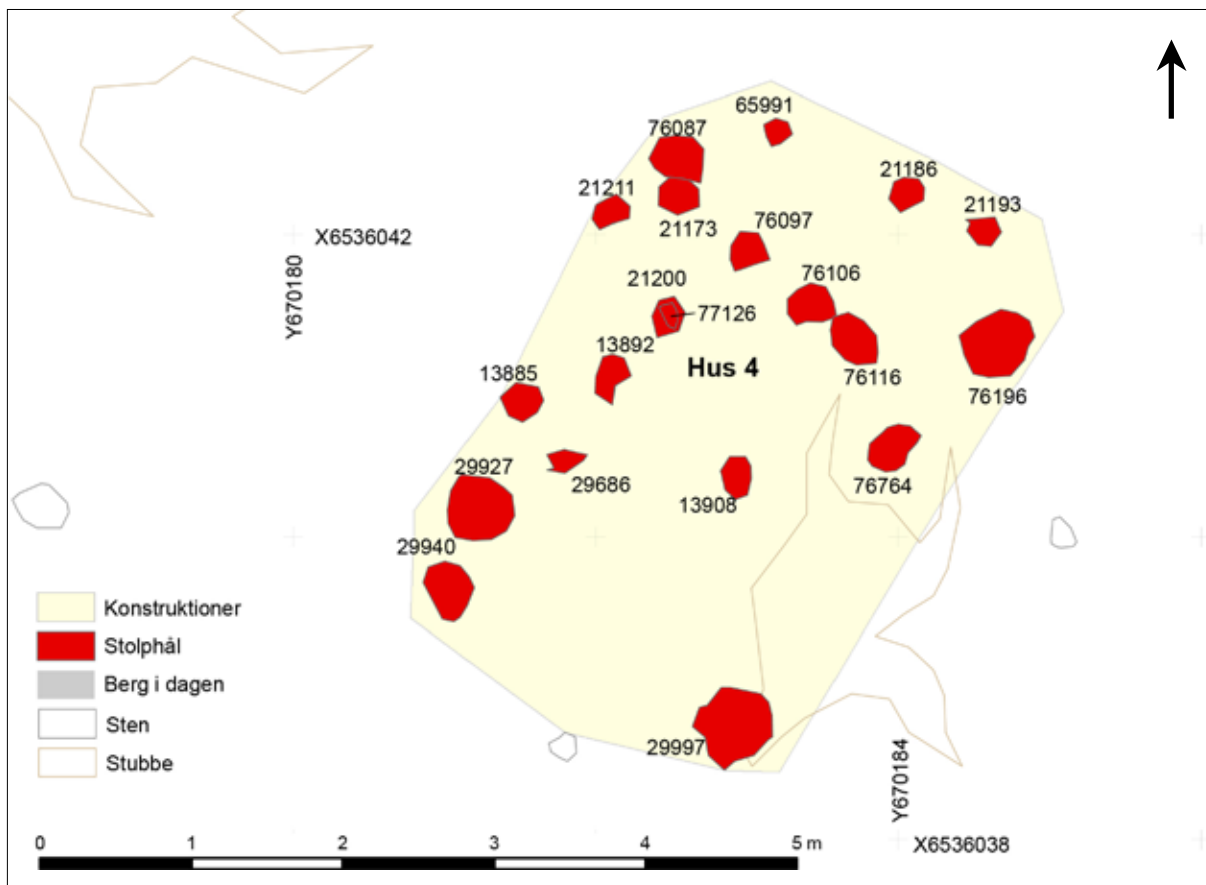 65991
76087
21186
21211
21193
21173
76097
X6536042
Y670180
21200
76106
77126
13892
Hus 4
13885
76116
76196
29927
29686
76764
13908
29940
Konstruktioner
Stolphål
Berg i dagen
Sten
Stubbe
29997
Y670184
X6536038
0 1 2 3 4 5 m